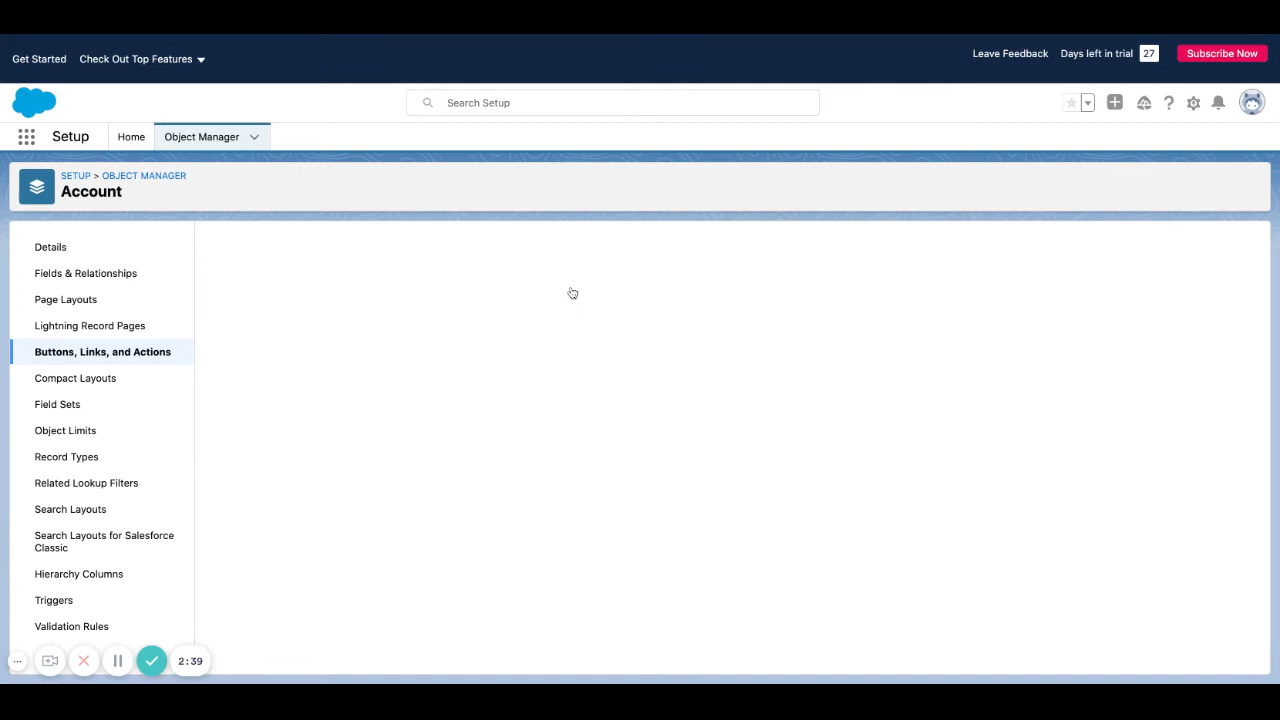 Get Started
Check Out Top Features
Leave Feedback
Days left in trial
27
Subscribe Now
Search Setup
Setup
Home
Object Manager
SETUP > OBJECT MANAGER
Account
Details
Fields & Relationships
Page Layouts
Lightning Record Pages
Buttons, Links, and Actions
Compact Layouts
Field Sets
Object Limits
Record Types
Related Lookup Filters
Search Layouts
Search Layouts for Salesforce
Classic
Hierarchy Columns
Triggers
Validation Rules
2:39